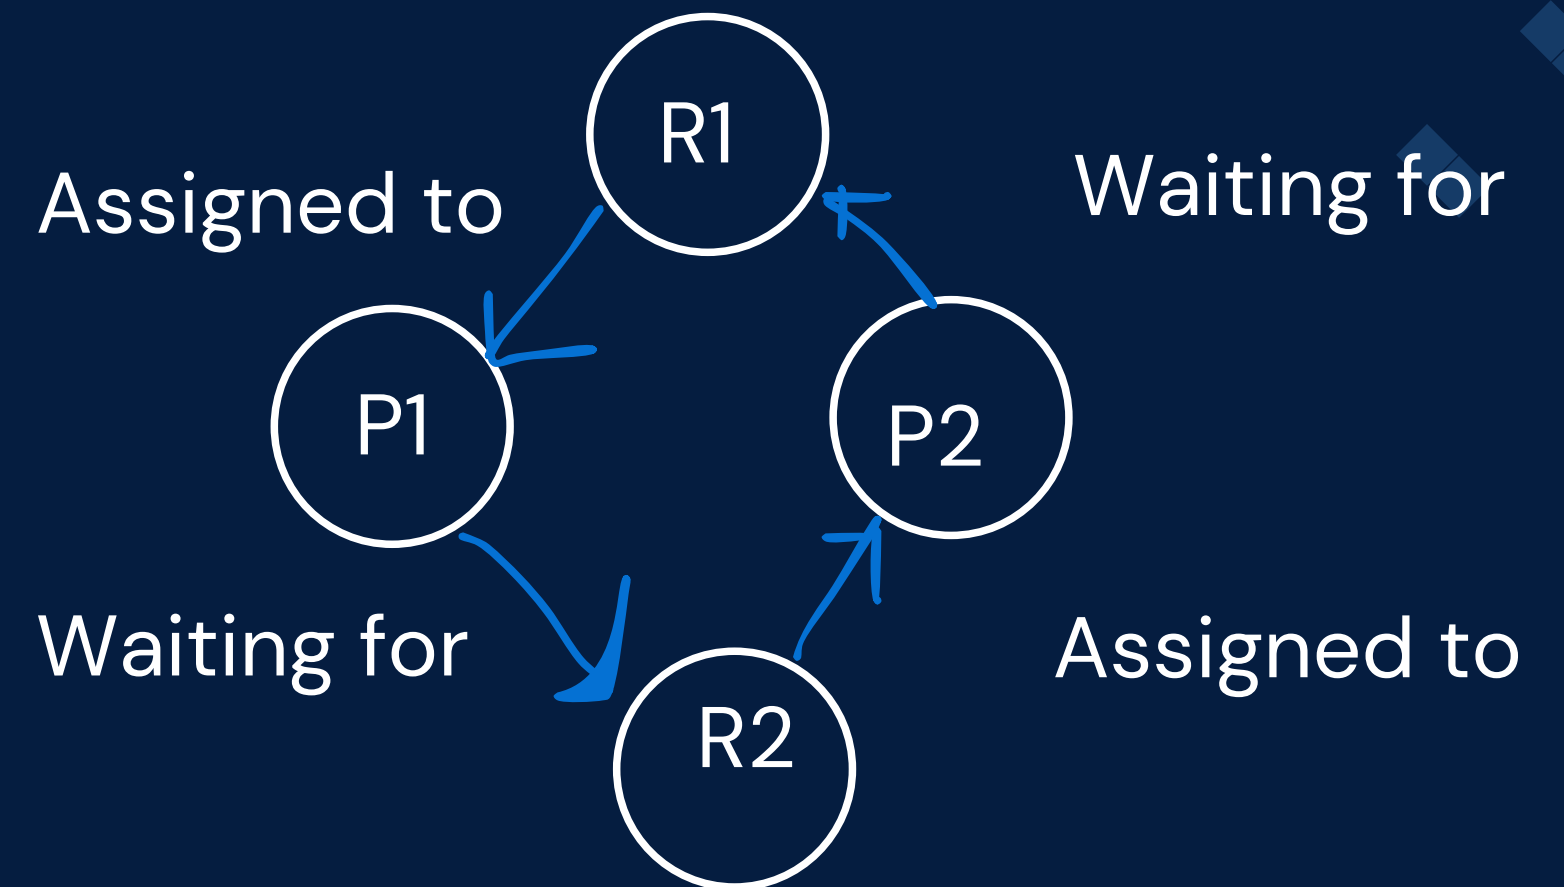 R1
Assigned to
Waiting for
P1
P2
Waiting for
Assigned to
R2